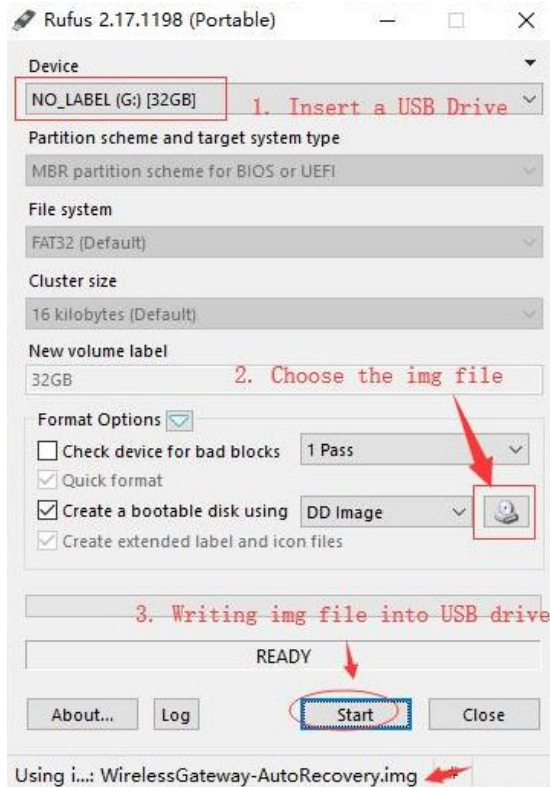 Rufus 2.17.1198 (Portable)
Device
NO_LABEL (G:) [32GB]
1. Insert a USB Drive
Partition scheme and target system type
MBR partition scheme for BIOS or UEFI
File system
FAT32 (Default)
Cluster size
16 kilobytes (Default)
New volume label
32GB
2. Choose the img file
Format Options
Check device for bad blocks 1 Pass
Quick format
Create a bootable disk using DD Image
Create extended label and icon files
3. Writing img file into USB drive
READY
About... Log Start Close
Using i...: WirelessGateway-AutoRecovery.img #